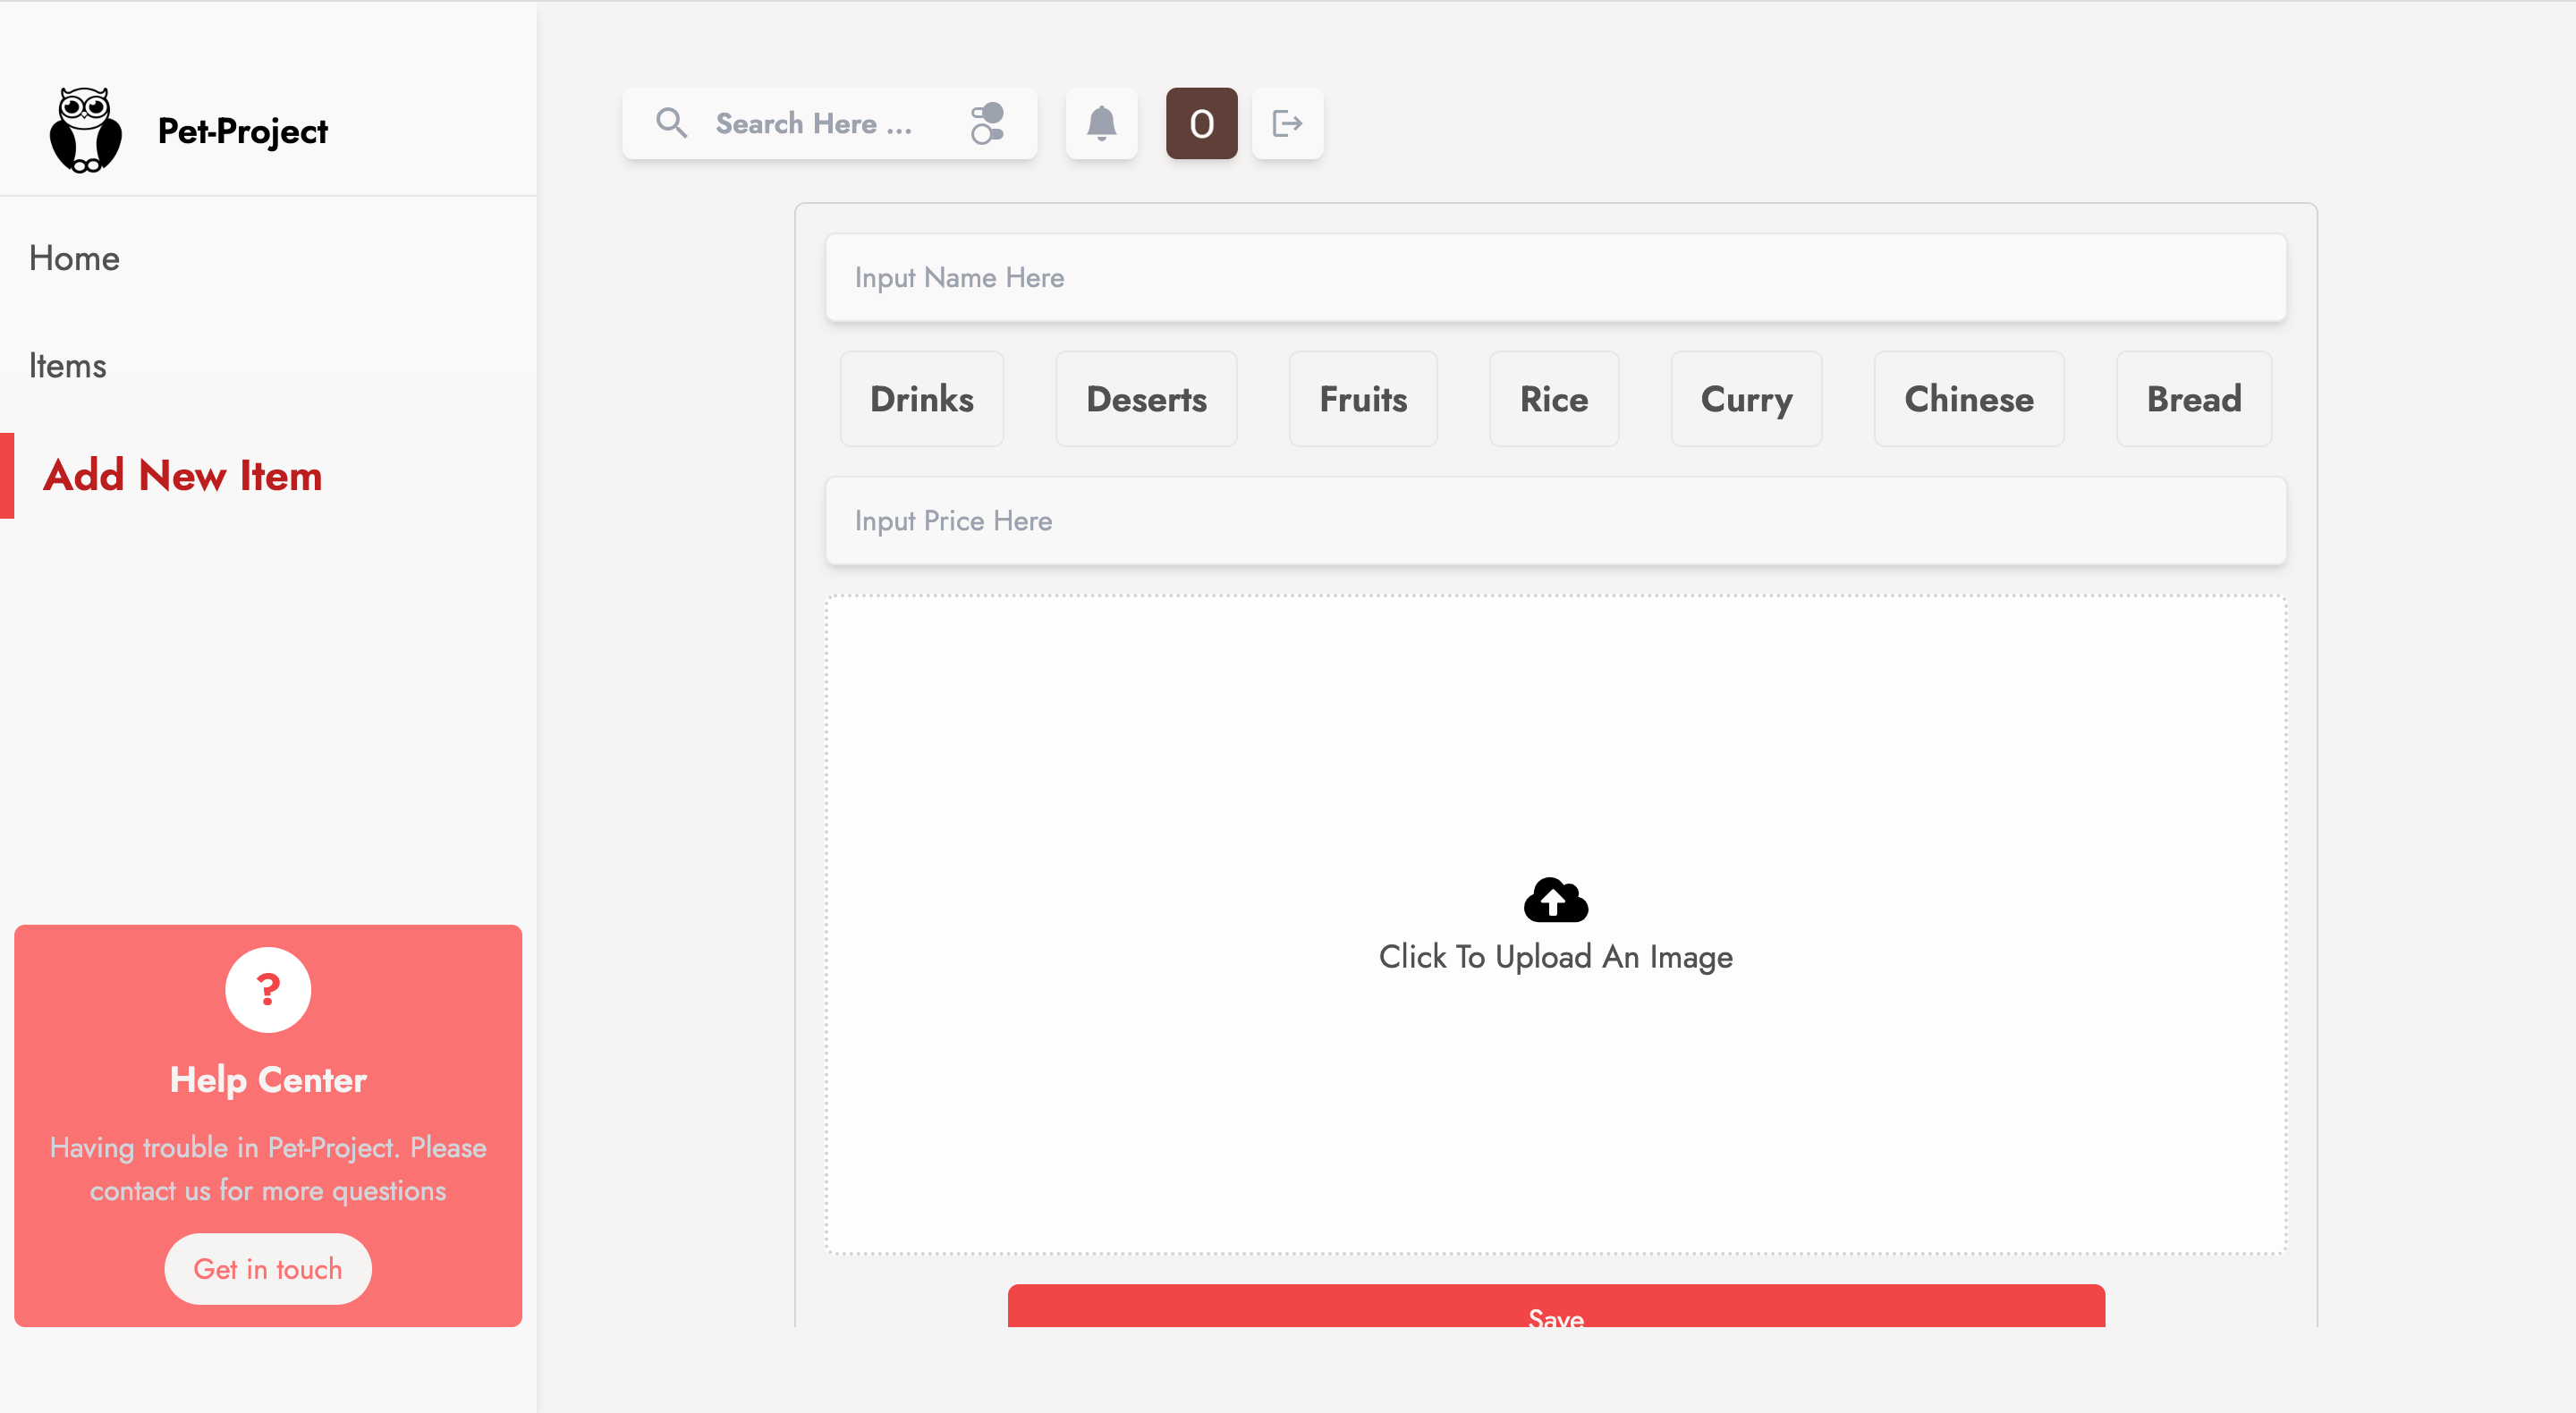 Pet-Project
Home
Items
Add New Item
?
Help Center
Having trouble in Pet-Project. Please
contact us for more questions
Get in touch
Search Here ...
O
Input Name Here
Drinks
Deserts
Fruits
Rice
Curry
Chinese
Bread
Input Price Here
Click To Upload An Image
Save